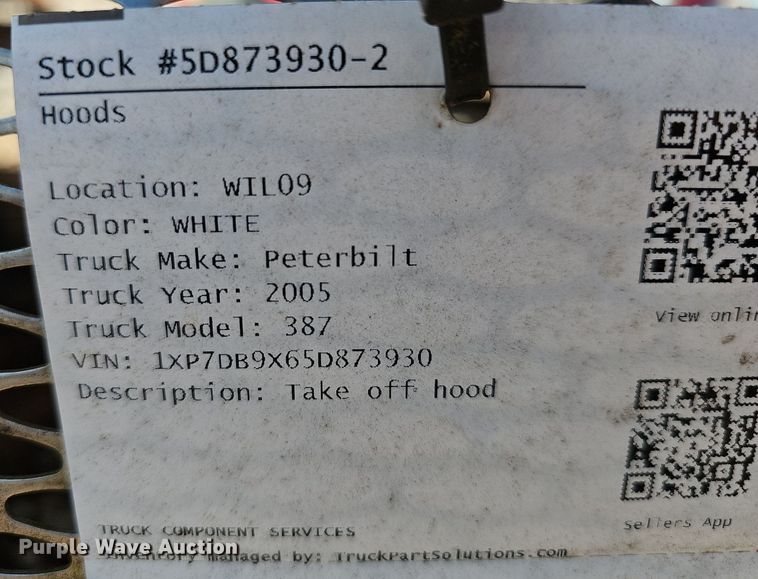 Stock #5D873930-2
Hoods
Location: WIL09
Color: WHITE
Truck Make: Peterbilt
Truck Year: 2005
Truck Model: 387
VIN: 1XP7DB9X65D873930
Description: Take off hood
View onlin
Sellers App
TRUCK COMPONENT SERVICES
Purple Wave Auction
Inventory managed by: TruckPartSolutions.com